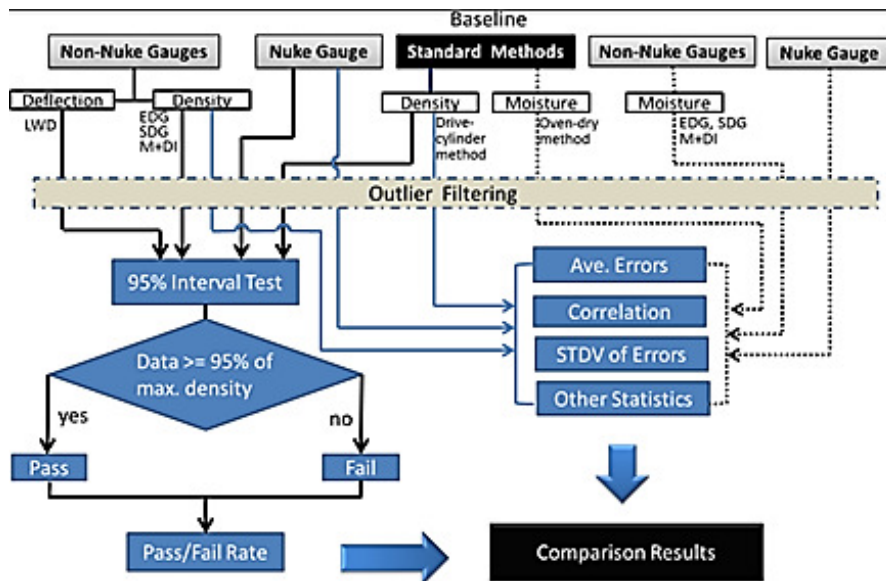 Baseline
Non-Nuke Gauges
Nuke Gauge
Standard Methods
Non-Nuke Gauges
Nuke Gauge
Deflection
Density
Density
Moisture
Moisture
LWD
EDG
SDG
M+DI
Drive-
cylinder
method
Oven-dry
method
EDG, SDG
M+DI
Outlier Filtering
95% Interval Test
Ave. Errors
Correlation
STDV of Errors
Other Statistics
Data >= 95% of
max. density
yes
no
Pass
Fail
Pass/Fail Rate
Comparison Results